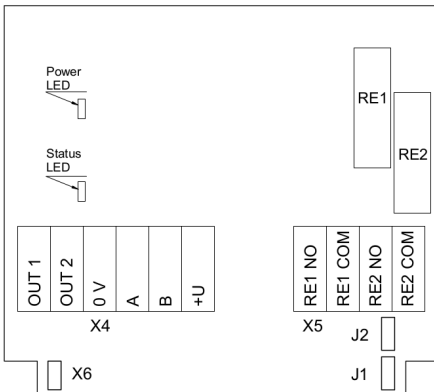 Power
LED
RE1
RE2
Status
LED
OUT 1
OUT 2
0 V
A
B
+U
RE1 NO
RE1 COM
RE2 NO
RE2 COM
X4
X5
J2
X6
J1